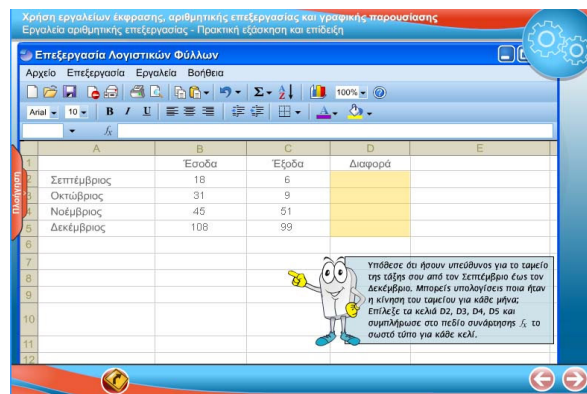 Χρήση εργαλείων έκφρασης, αριθμητικής επεξεργασίας και γραφικής παρουσίασης
Εργαλεία αριθμητικής επεξεργασίας - Πρακτική εξάσκηση και επίδειξη
Επεξεργασία Λογιστικών Φύλλων
Αρχείο Επεξεργασία Εργαλεία Βοήθεια
100%
Arial 10 B I U A
fx
A B C D E
1 Έσοδα Έξοδα Διαφορά
2 Σεπτέμβριος 18 6
3 Οκτώβριος 31 9
4 Νοέμβριος 45 51
5 Δεκέμβριος 108 99
6
7
8
9
10
11
12
Πλοήγηση
Υπόθεσε ότι ήσουν υπεύθυνος για το ταμείο
της τάξης σου από τον Σεπτέμβριο έως τον
Δεκέμβριο. Μπορείς υπολογίσεις ποια ήταν
η κίνηση του ταμείου για κάθε μήνα;
Επίλεξε τα κελιά D2, D3, D4, D5 και
συμπλήρωσε στο πεδίο συνάρτησης fx το
σωστό τύπο για κάθε κελί.